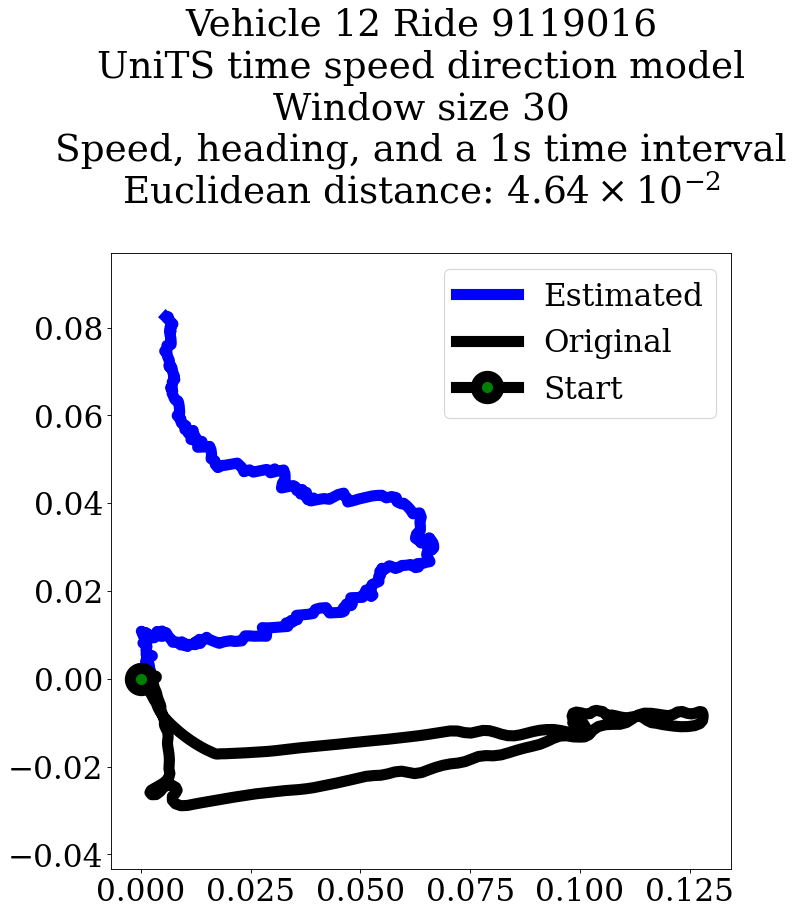 Vehicle 12 Ride 9119016
UniTS time speed direction model
Window size 30
Speed, heading, and a 1s time interval
Euclidean distance: 4.64 × 10⁻²
Estimated
Original
Start
0.08
0.06
0.04
0.02
0.00
−0.02
−0.04
0.000 0.025 0.050 0.075 0.100 0.125